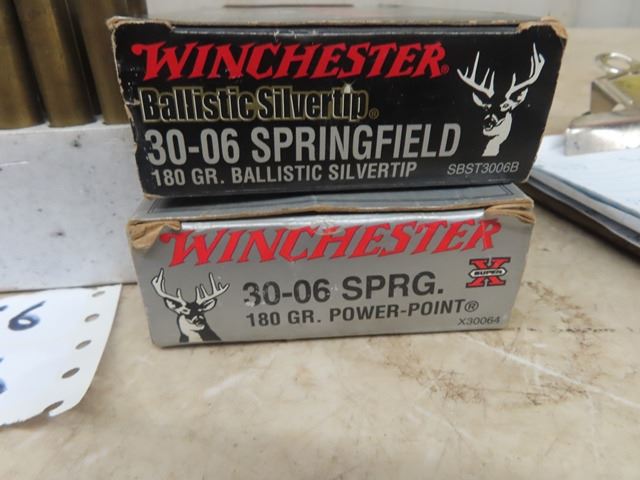 WINCHESTER®
Ballistic Silvertip®
30-06 SPRINGFIELD
180 GR. BALLISTIC SILVERTIP
SBST3006B
WINCHESTER
SUPER X
30-06 SPRG.
180 GR. POWER-POINT®
X30064
6